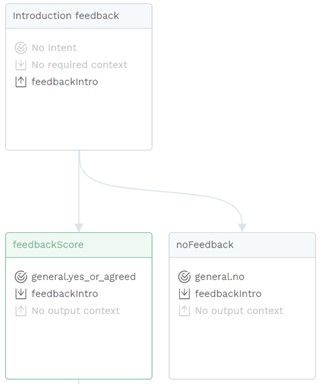 Introduction feedback
No intent
No required context
feedbackIntro
feedbackScore
general.yes_or_agreed
feedbackIntro
No output context
noFeedback
general.no
feedbackIntro
No output context